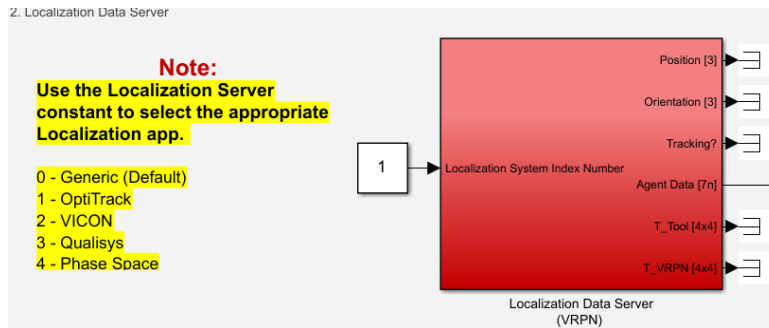 2. Localization Data Server
Note:
Use the Localization Server
constant to select the appropriate
Localization app.
0 - Generic (Default)
1 - OptiTrack
2 - VICON
3 - Qualisys
4 - Phase Space
1
Localization System Index Number
Position [3]
Orientation [3]
Tracking?
Agent Data [7n]
T_Tool [4x4]
T_VRPN [4x4]
Localization Data Server
(VRPN)